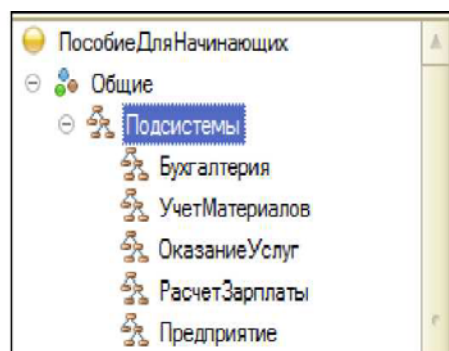 ПособиеДляНачинающих
Общие
Подсистемы
Бухгалтерия
УчетМатериалов
ОказаниеУслуг
РасчетЗарплаты
Предприятие